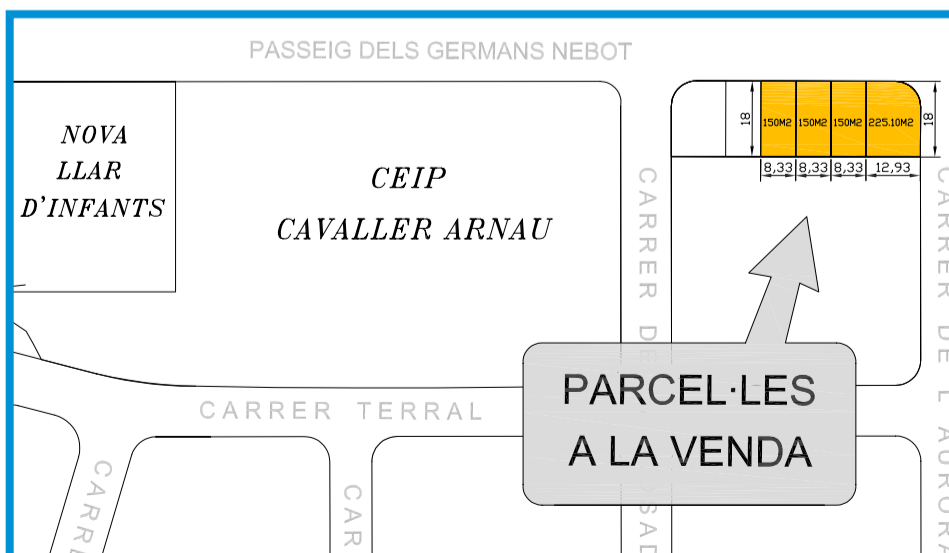 PASSEIG DELS GERMANS NEBOT
NOVA
LLAR
D'INFANTS
CEIP
CAVALLER ARNAU
18
150M2
150M2
150M2
225.10M2
18
8,33
8,33
8,33
12,93
CARRER DE
CARRER DE L'AURORA
PARCEL·LES
A LA VENDA
CARRER TERRAL